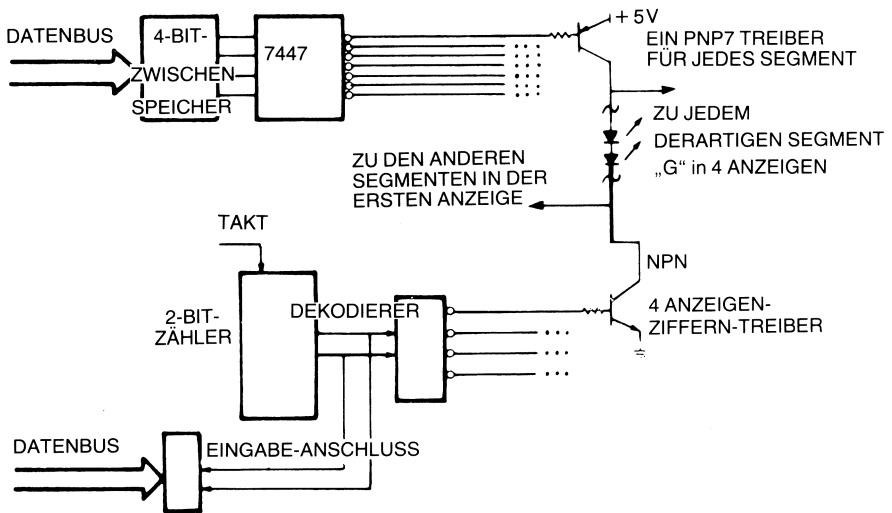 DATENBUS
4-BIT-
ZWISCHEN
SPEICHER
7447
+5V
EIN PNP7 TREIBER
FÜR JEDES SEGMENT
ZU JEDEM
DERARTIGEN SEGMENT
„G“ in 4 ANZEIGEN
ZU DEN ANDEREN
SEGMENTEN IN DER
ERSTEN ANZEIGE
TAKT
2-BIT-
ZÄHLER
DEKODIERER
NPN
4 ANZEIGEN-
ZIFFERN-TREIBER
DATENBUS
EINGABE-ANSCHLUSS